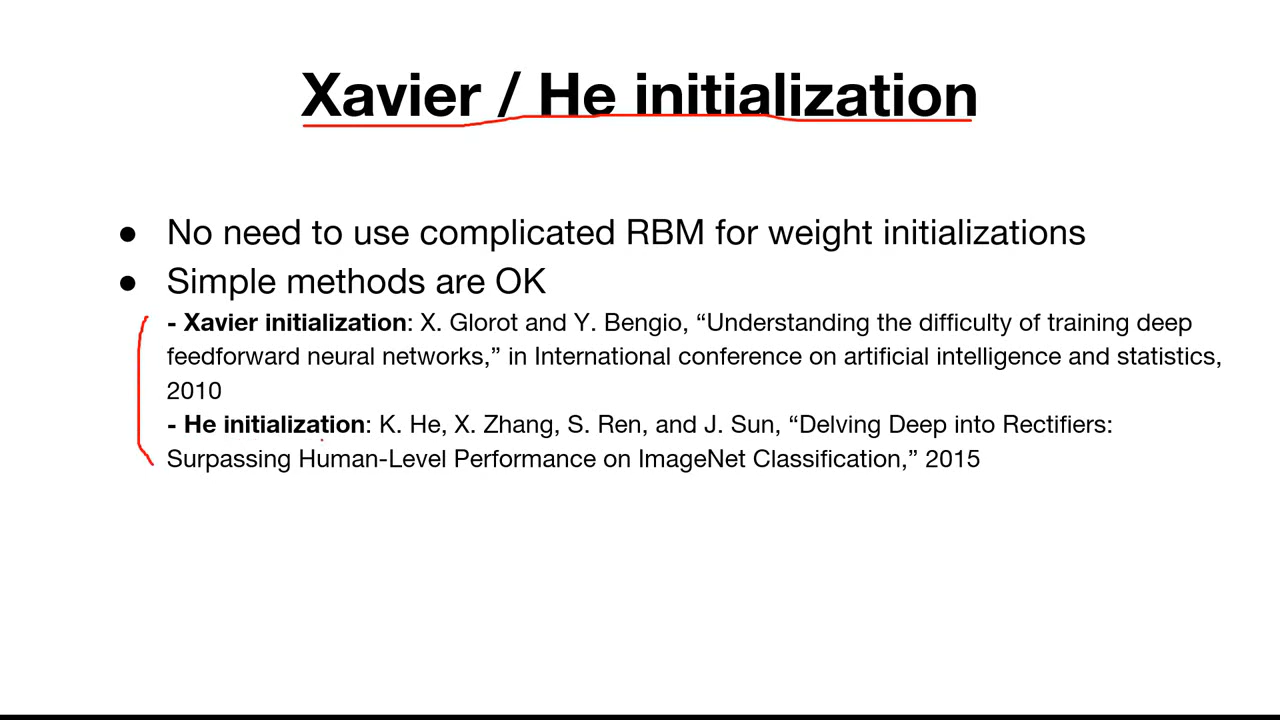 Xavier / He initialization
● No need to use complicated RBM for weight initializations
● Simple methods are OK
- Xavier initialization: X. Glorot and Y. Bengio, “Understanding the difficulty of training deep
feedforward neural networks,” in International conference on artificial intelligence and statistics,
2010
- He initialization: K. He, X. Zhang, S. Ren, and J. Sun, “Delving Deep into Rectifiers:
Surpassing Human-Level Performance on ImageNet Classification,” 2015